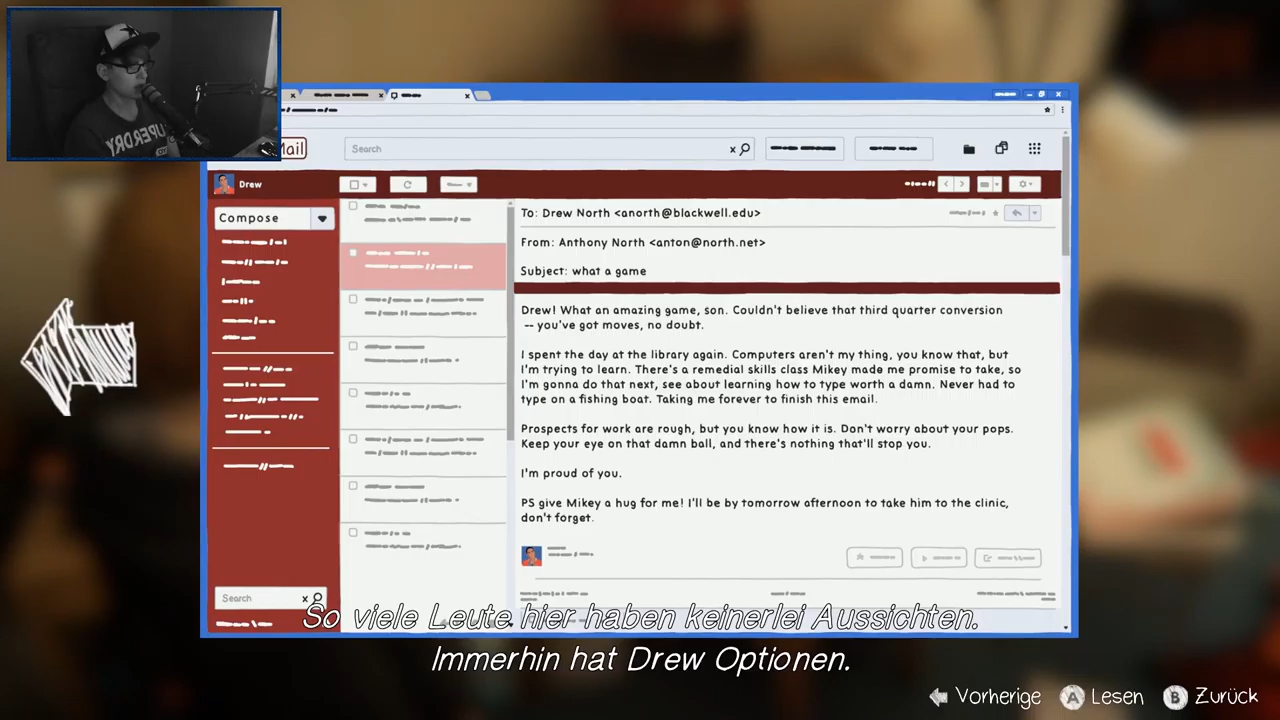 SUPERDRY
Mail
Search
x
Drew
Compose
To: Drew North <anorth@blackwell.edu>
From: Anthony North <anton@north.net>
Subject: what a game
Drew! What an amazing game, son. Couldn't believe that third quarter conversion
-- you've got moves, no doubt.
I spent the day at the library again. Computers aren't my thing, you know that, but
I'm trying to learn. There's a remedial skills class Mikey made me promise to take, so
I'm gonna do that next, see about learning how to type worth a damn. Never had to
type on a fishing boat. Taking me forever to finish this email.
Prospects for work are rough, but you know how it is. Don't worry about your pops.
Keep your eye on that damn ball, and there's nothing that'll stop you.
I'm proud of you.
PS give Mikey a hug for me! I'll be by tomorrow afternoon to take him to the clinic,
don't forget.
Search x
So viele Leute hier haben keinerlei Aussichten.
Immerhin hat Drew Optionen.
Vorherige A Lesen B Zurück